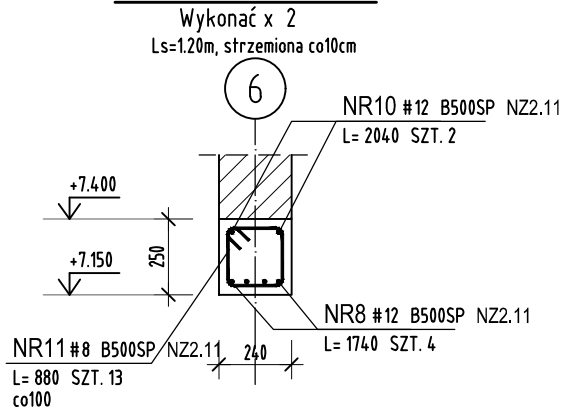 Wykonać x 2
Ls=1.20m, strzemiona co10cm
6
NR10 #12 B500SP NZ2.11
L= 2040 SZT. 2
+7.400
+7.150
250
NR8 #12 B500SP NZ2.11
L= 1740 SZT. 4
NR11 #8 B500SP NZ2.11
L= 880 SZT. 13
co100
240